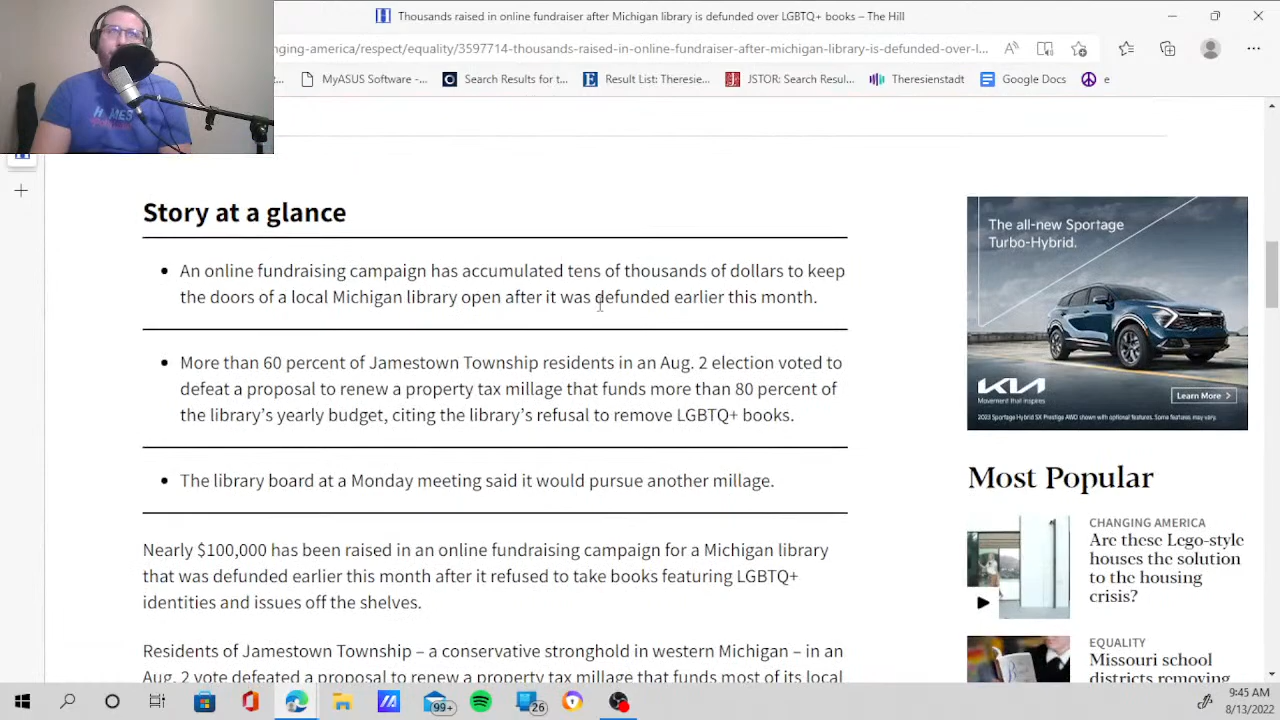 Thousands raised in online fundraiser after Michigan library is defunded over LGBTQ+ books – The Hill
nging-america/respect/equality/3597714-thousands-raised-in-online-fundraiser-after-michigan-library-is-defunded-over-l...
MyASUS Software -...
Search Results for t...
Result List: Theresie...
JSTOR: Search Resul...
Theresienstadt
Google Docs
e
Story at a glance
An online fundraising campaign has accumulated tens of thousands of dollars to keep
the doors of a local Michigan library open after it was defunded earlier this month.
More than 60 percent of Jamestown Township residents in an Aug. 2 election voted to
defeat a proposal to renew a property tax millage that funds more than 80 percent of
the library's yearly budget, citing the library's refusal to remove LGBTQ+ books.
The library board at a Monday meeting said it would pursue another millage.
Nearly $100,000 has been raised in an online fundraising campaign for a Michigan library
that was defunded earlier this month after it refused to take books featuring LGBTQ+
identities and issues off the shelves.
Residents of Jamestown Township – a conservative stronghold in western Michigan – in an
Aug. 2 vote defeated a proposal to renew a property tax millage that funds most of its local
The all-new Sportage
Turbo-Hybrid.
KIA
Movement that inspires
Learn More >
2023 Sportage Hybrid SX Prestige AWD shown with optional features. Some features may vary.
Most Popular
CHANGING AMERICA
Are these Lego-style
houses the solution
to the housing
crisis?
EQUALITY
Missouri school
districts removing
99+
26
9:45 AM
8/13/2022